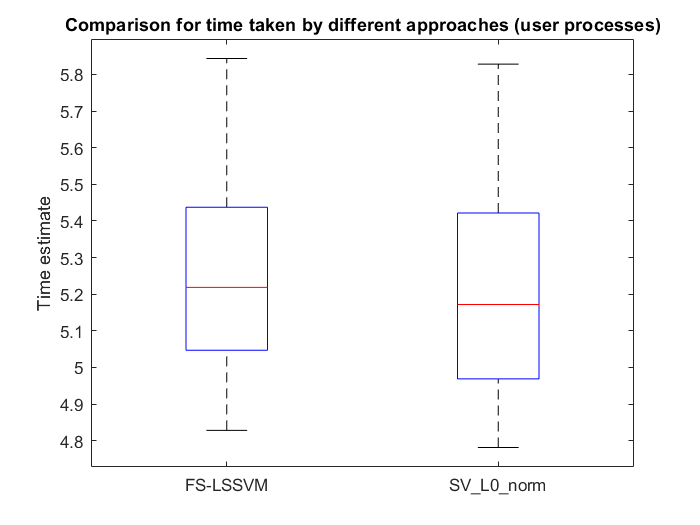 Comparison for time taken by different approaches (user processes)
5.8
5.7
5.6
5.5
5.4
5.3
5.2
5.1
5
4.9
4.8
Time estimate
FS-LSSVM
SV_L0_norm